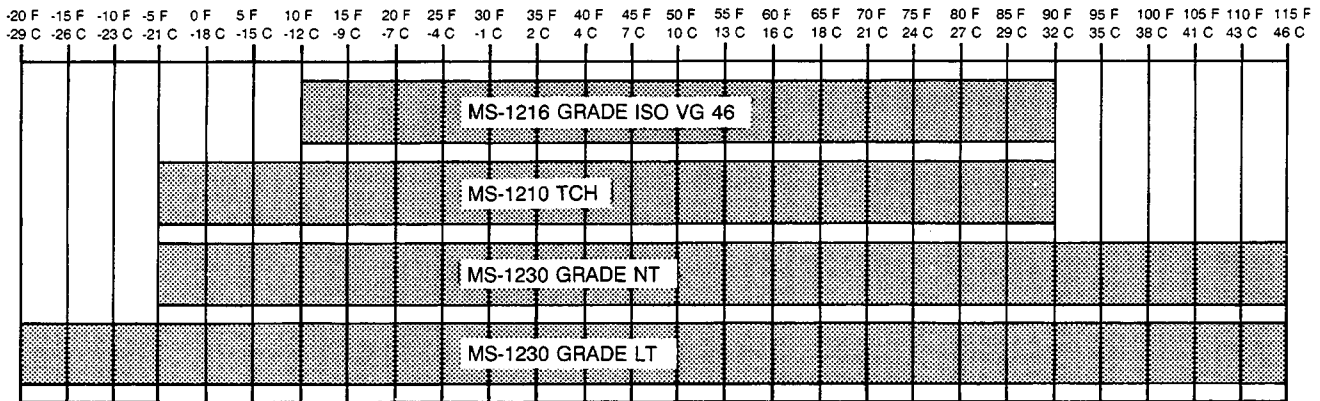 -20 F -15 F -10 F -5 F 0 F 5 F 10 F 15 F 20 F 25 F 30 F 35 F 40 F 45 F 50 F 55 F 60 F 65 F 70 F 75 F 80 F 85 F 90 F 95 F 100 F 105 F 110 F 115 F
-29 C -26 C -23 C -21 C -18 C -15 C -12 C -9 C -7 C -4 C -1 C 2 C 4 C 7 C 10 C 13 C 16 C 18 C 21 C 24 C 27 C 29 C 32 C 35 C 38 C 41 C 43 C 46 C
MS-1216 GRADE ISO VG 46
MS-1210 TCH
MS-1230 GRADE NT
MS-1230 GRADE LT